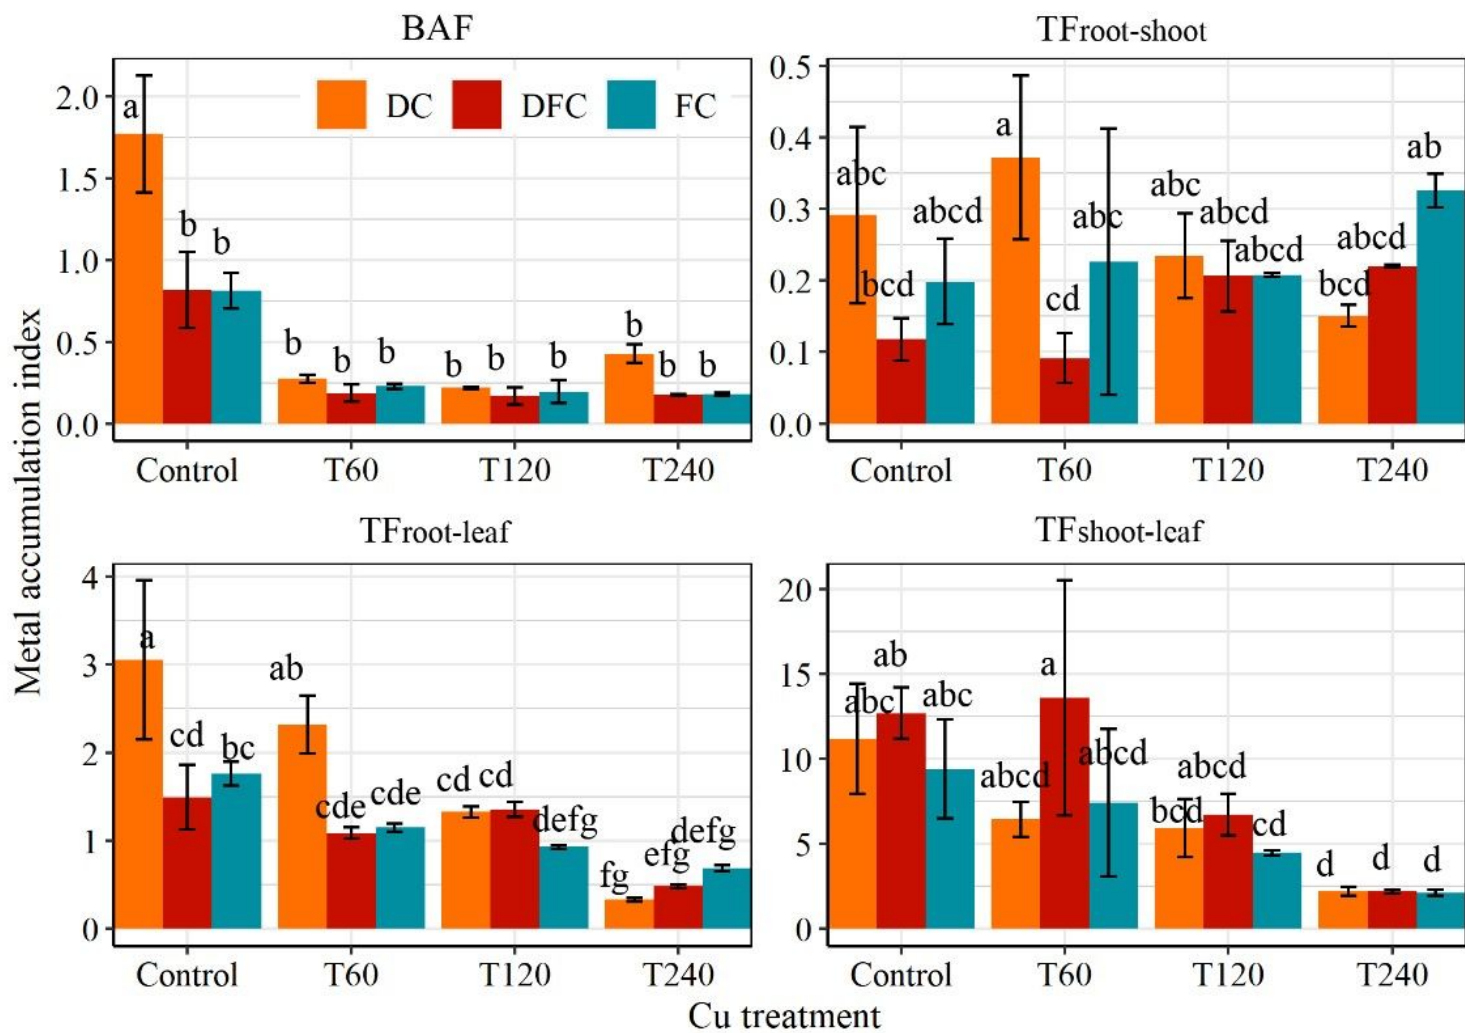 BAF
TFroot-shoot
DC DFC FC
2.0
1.5
1.0
0.5
0.0
a
b
b
b
b
b
b
b
b
b
b
b
Control T60 T120 T240
0.5
0.4
0.3
0.2
0.1
0.0
abc
bcd
abcd
a
cd
abc
abc
abcd
abcd
bcd
abcd
ab
Control T60 T120 T240
Metal accumulation index
TFroot-leaf
TFshoot-leaf
4
3
2
1
0
a
cd
bc
ab
cde
cde
cd
cd
defg
fg
efg
defg
Control T60 T120 T240
20
15
10
5
0
abc
ab
abc
abcd
a
abcd
bcd
abcd
cd
d
d
d
Control T60 T120 T240
Cu treatment